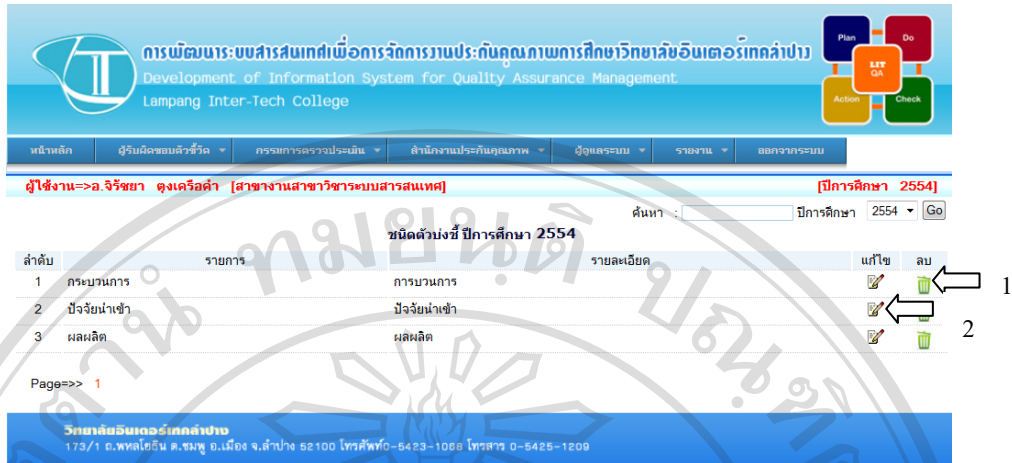 การพัฒนาระบบสารสนเทศเพื่อการจัดการงานประกันคุณภาพการศึกษาวิทยาลัยอินเตอร์เทคลำปาง
Development of Information System for Quality Assurance Management
Lampang Inter-Tech College
Plan Do
LIT
QA
Action Check
หน้าหลัก ผู้รับผิดชอบตัวชี้วัด กรรมการตรวจประเมิน สำนักงานประกันคุณภาพ ผู้ดูแลระบบ รายงาน ออกจากระบบ
ผู้ใช้งาน=>อ.จิรัชยา ตุงเครือคำ [สาขางานสาขาวิชาระบบสารสนเทศ] [ปีการศึกษา 2554]
ค้นหา : ปีการศึกษา 2554 Go
ชนิดตัวบ่งชี้ ปีการศึกษา 2554
ลำดับ รายการ รายละเอียด แก้ไข ลบ
1 กระบวนการ การบวนการ 1
2 ปัจจัยนำเข้า ปัจจัยนำเข้า
3 ผลผลิต ผลผลิต 2
Page=>> 1
วิทยาลัยอินเตอร์เทคลำปาง
173/1 ถ.พหลโยธิน ต.ชมพู อ.เมือง จ.ลำปาง 52100 โทรศัพท์0-5423-1068 โทรสาร 0-5425-1209